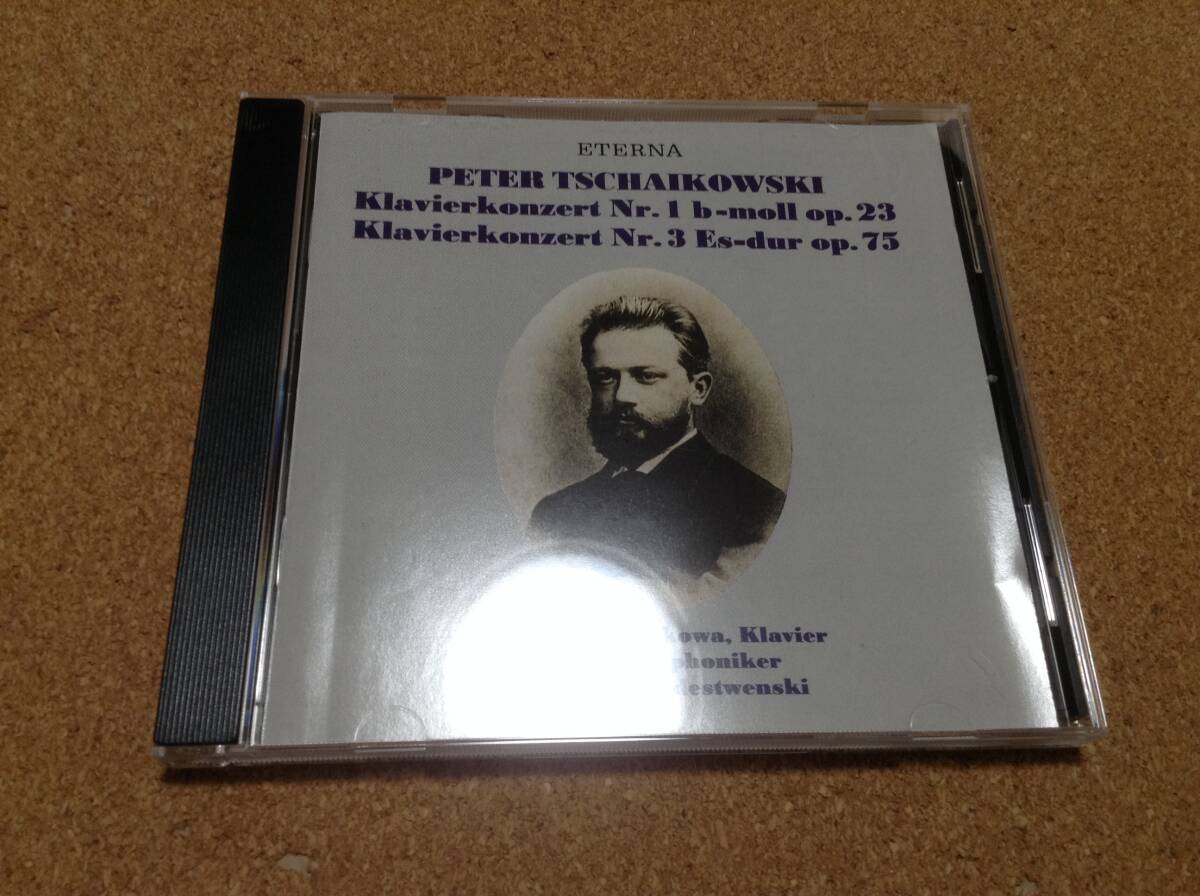 ETERNA
PETER TSCHAIKOWSKI
Klavierkonzert Nr. 1 b-moll op. 23
Klavierkonzert Nr. 3 Es-dur op. 75
kowa, Klavier
phoniker
destwenski